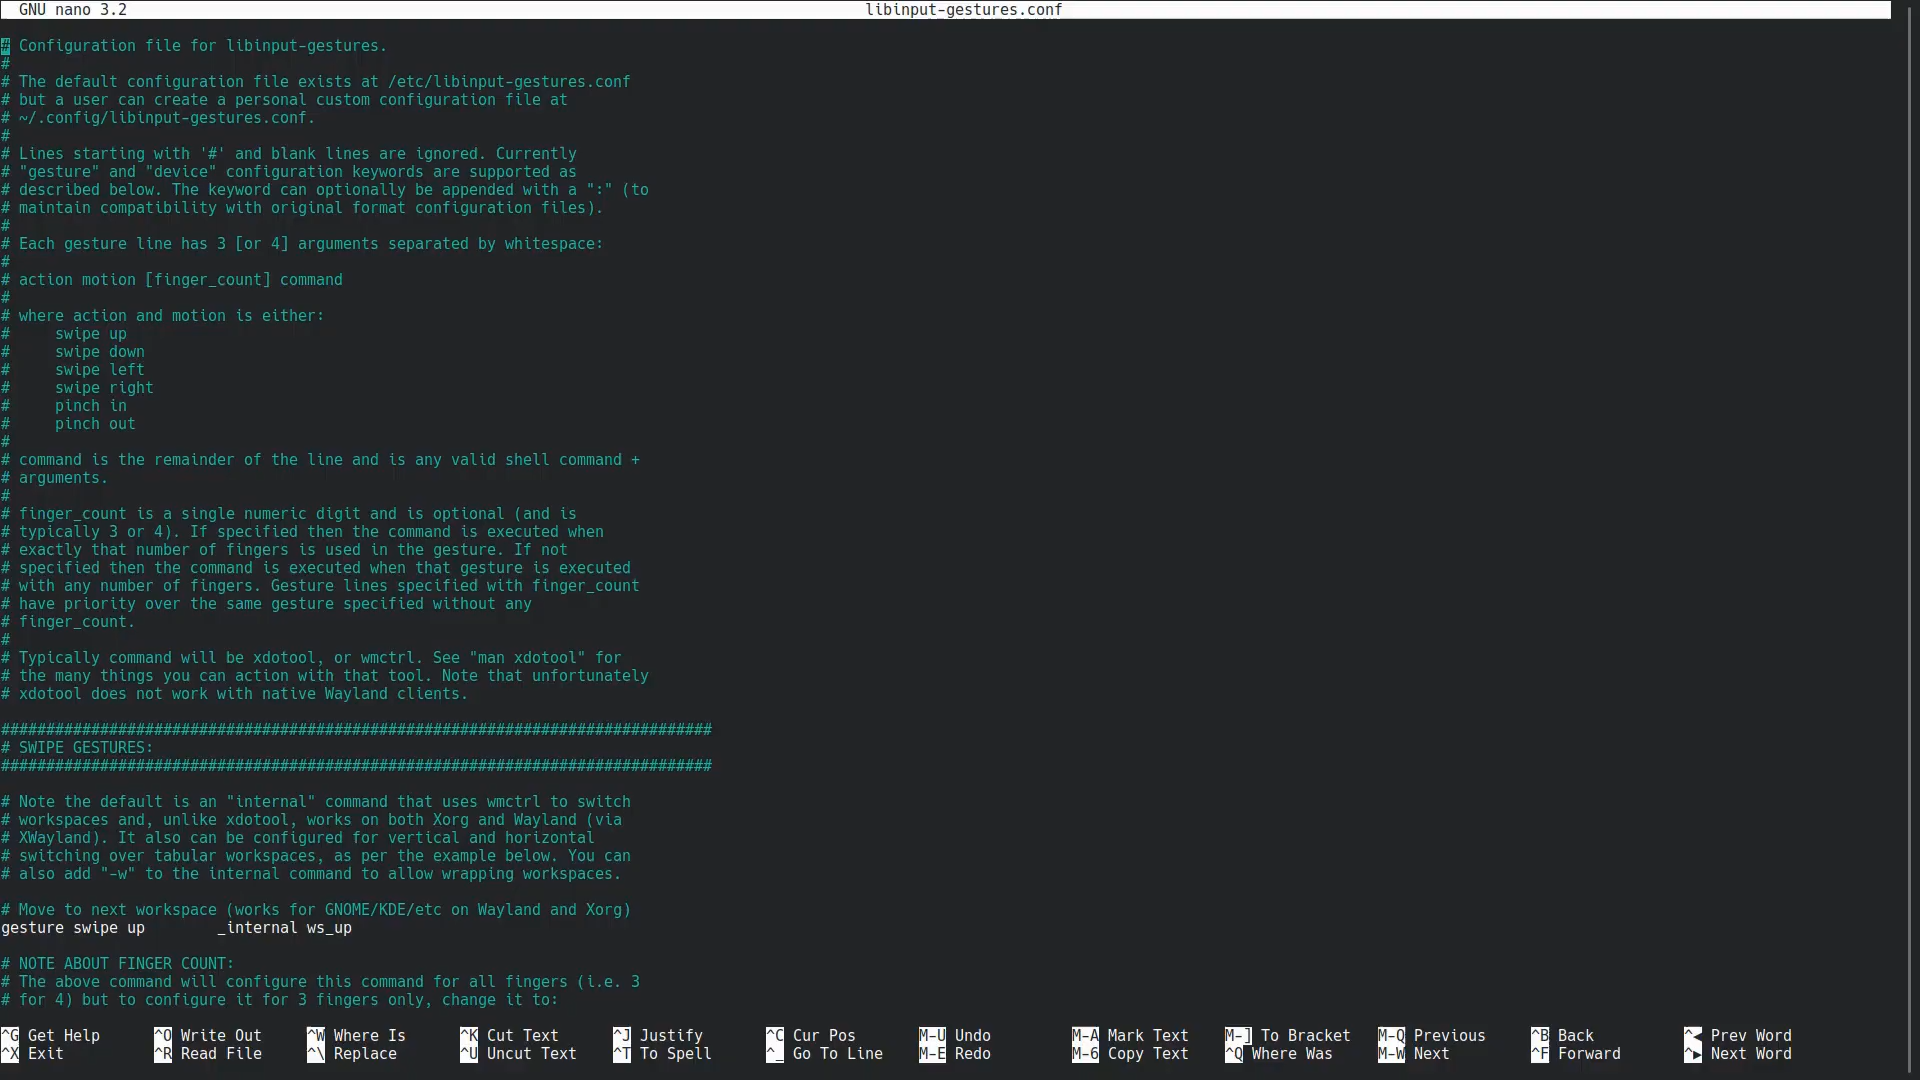 GNU nano 3.2 libinput-gestures.conf
# Configuration file for libinput-gestures.
#
# The default configuration file exists at /etc/libinput-gestures.conf
# but a user can create a personal custom configuration file at
# ~/.config/libinput-gestures.conf.
#
# Lines starting with '#' and blank lines are ignored. Currently
# "gesture" and "device" configuration keywords are supported as
# described below. The keyword can optionally be appended with a ":" (to
# maintain compatibility with original format configuration files).
#
# Each gesture line has 3 [or 4] arguments separated by whitespace:
#
# action motion [finger_count] command
#
# where action and motion is either:
#     swipe up
#     swipe down
#     swipe left
#     swipe right
#     pinch in
#     pinch out
#
# command is the remainder of the line and is any valid shell command +
# arguments.
#
# finger_count is a single numeric digit and is optional (and is
# typically 3 or 4). If specified then the command is executed when
# exactly that number of fingers is used in the gesture. If not
# specified then the command is executed when that gesture is executed
# with any number of fingers. Gesture lines specified with finger_count
# have priority over the same gesture specified without any
# finger_count.
#
# Typically command will be xdotool, or wmctrl. See "man xdotool" for
# the many things you can action with that tool. Note that unfortunately
# xdotool does not work with native Wayland clients.
###############################################################################
# SWIPE GESTURES:
###############################################################################
# Note the default is an "internal" command that uses wmctrl to switch
# workspaces and, unlike xdotool, works on both Xorg and Wayland (via
# XWayland). It also can be configured for vertical and horizontal
# switching over tabular workspaces, as per the example below. You can
# also add "-w" to the internal command to allow wrapping workspaces.
# Move to next workspace (works for GNOME/KDE/etc on Wayland and Xorg)
gesture swipe up        _internal ws_up
# NOTE ABOUT FINGER COUNT:
# The above command will configure this command for all fingers (i.e. 3
# for 4) but to configure it for 3 fingers only, change it to:
^G Get Help ^O Write Out ^W Where Is ^K Cut Text ^J Justify ^C Cur Pos M-U Undo M-A Mark Text M-] To Bracket M-Q Previous ^B Back ^◀ Prev Word
^X Exit ^R Read File ^\ Replace ^U Uncut Text ^T To Spell ^_ Go To Line M-E Redo M-6 Copy Text ^Q Where Was M-W Next ^F Forward ^▶ Next Word